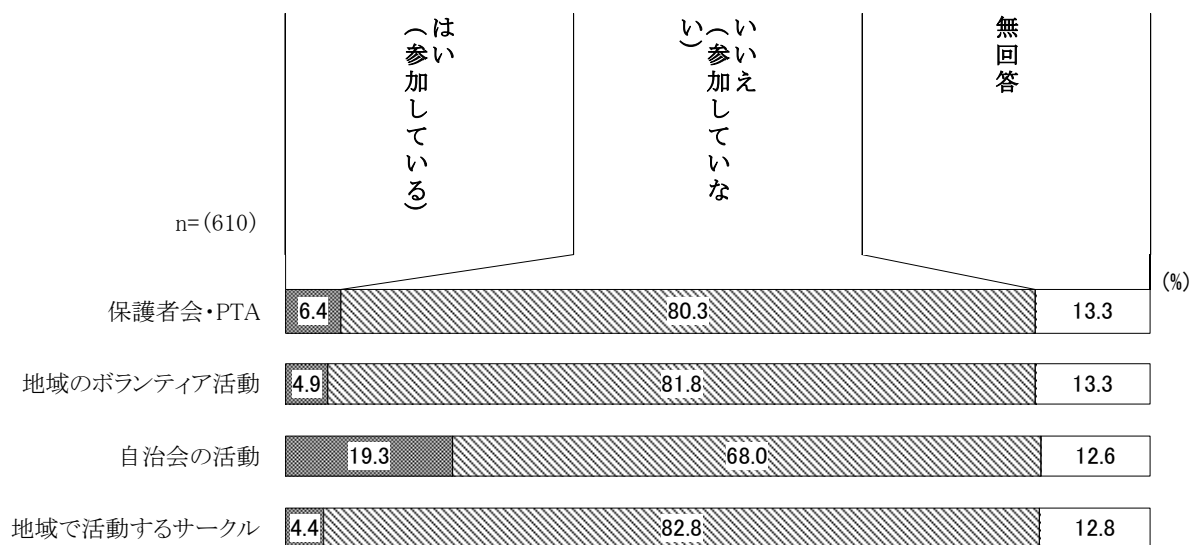 はい
（参加している）
いいえ
（参加していな
い）
無回答
n=(610)
(%)
保護者会・PTA
6.4
80.3
13.3
地域のボランティア活動
4.9
81.8
13.3
自治会の活動
19.3
68.0
12.6
地域で活動するサークル
4.4
82.8
12.8